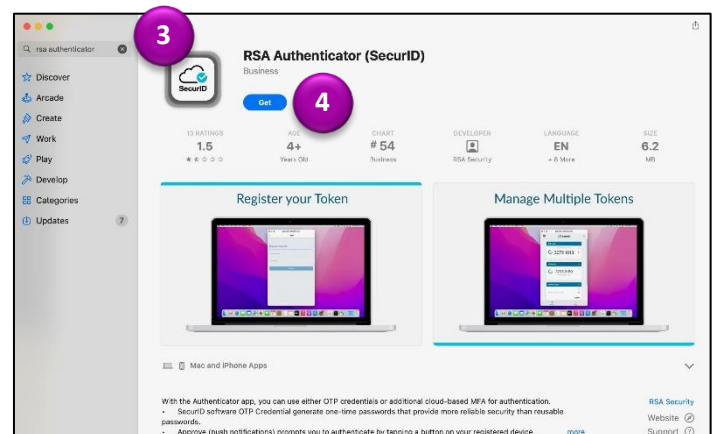 rsa authenticator
Discover
Arcade
Create
Work
Play
Develop
Categories
Updates 7
3
SecurID
RSA Authenticator (SecurID)
Business
Get
4
13 RATINGS AGE CHART DEVELOPER LANGUAGE SIZE
1.5 4+ #54 EN 6.2
Years Old Business RSA Security + 8 More MB
Register your Token
Manage Multiple Tokens
Mac and iPhone Apps
With the Authenticator app, you can use either OTP credentials or additional cloud-based MFA for authentication.
- SecurID software OTP Credential generate one-time passwords that provide more reliable security than reusable
passwords.
- Approve (push notifications) prompts you to authenticate by tapping a button on your registered device. more
RSA Security
Website
Support